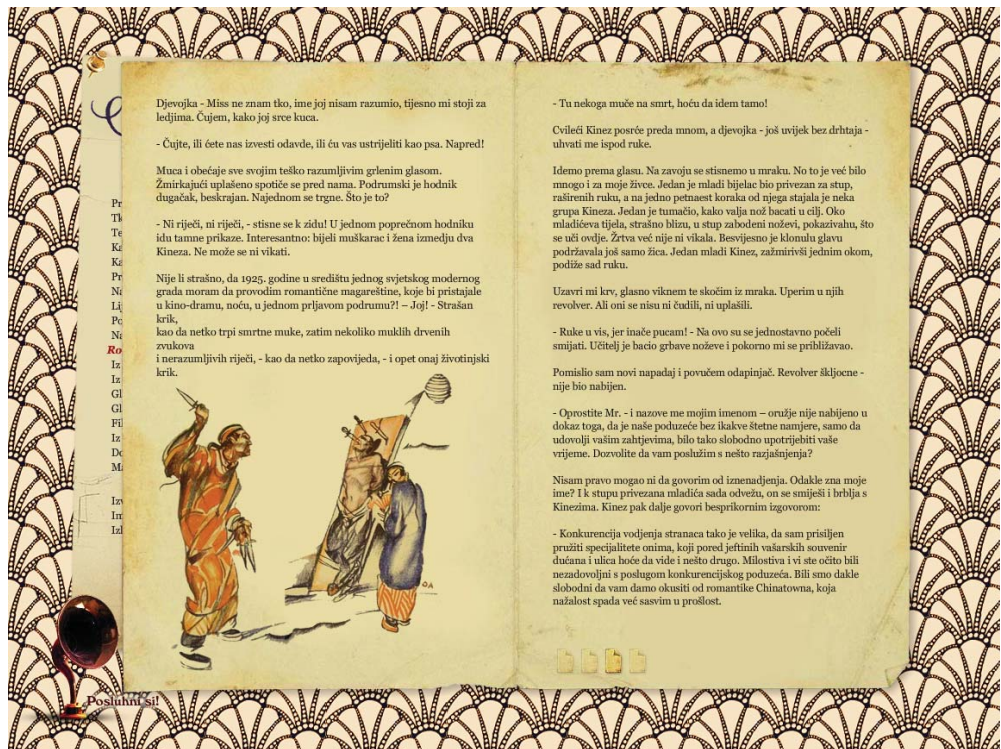 Djevojka - Miss ne znam tko, ime joj nisam razumio, tijesno mi stoji za
ledjima. Čujem, kako joj srce kuca.
- Čujte, ili ćete nas izvesti odavde, ili ću vas ustrijeliti kao psa. Napred!
Muca i obećaje sve svojim teško razumljivim grlenim glasom.
Žmirkajući uplašeno spotiče se pred nama. Podrumski je hodnik
dugačak, beskrajan. Najednom se trgne. Što je to?
- Ni riječi, ni riječi, - stisne se k zidu! U jednom poprečnom hodniku
idu tamne prikaze. Interesantno: bijeli muškarac i žena izmedju dva
Kineza. Ne može se ni vikati.
Nije li strašno, da 1925. godine u središtu jednog svjetskog modernog
grada moram da provodim romantične magareštine, koje bi pristajale
u kino-dramu, noću, u jednom prljavom podrumu?! – Joj! - Strašan
krik,
kao da netko trpi smrtne muke, zatim nekoliko muklih drvenih
zvukova
i nerazumljivih riječi, - kao da netko zapovijeda, - i opet onaj životinjski
krik.
OA
- Tu nekoga muče na smrt, hoću da idem tamo!
Cvileći Kinez posrće preda mnom, a djevojka - još uvijek bez drhtaja -
uhvati me ispod ruke.
Idemo prema glasu. Na zavoju se stisnemo u mraku. No to je već bilo
mnogo i za moje živce. Jedan je mladi bijelac bio privezan za stup,
raširenih ruku, a na jedno petnaest koraka od njega stajala je neka
grupa Kineza. Jedan je tumačio, kako valja nož bacati u cilj. Oko
mladićeva tijela, strašno blizu, u stup zabodeni noževi, pokazivahu, što
se uči ovdje. Žrtva već nije ni vikala. Besvijesno je klonulu glavu
podržavala još samo žica. Jedan mladi Kinez, zažmirivši jednim okom,
podiže sad ruku.
Uzavri mi krv, glasno viknem te skočim iz mraka. Uperim u njih
revolver. Ali oni se nisu ni čudili, ni uplašili.
- Ruke u vis, jer inače pucam! - Na ovo su se jednostavno počeli
smijati. Učitelj je bacio grbave noževe i pokorno mi se približavao.
Pomislio sam novi napadaj i povučem odapinjač. Revolver škljocne -
nije bio nabijen.
- Oprostite Mr. - i nazove me mojim imenom – oružje nije nabijeno u
dokaz toga, da je naše poduzeće bez ikakve štetne namjere, samo da
udovolji vašim zahtjevima, bilo tako slobodno upotrijebiti vaše
vrijeme. Dozvolite da vam poslužim s nešto razjašnjenja?
Nisam pravo mogao ni da govorim od iznenadjenja. Odakle zna moje
ime? I k stupu privezana mladića sada odvežu, on se smiješi i brblja s
Kinezima. Kinez pak dalje govori besprikornim izgovorom:
- Konkurencija vodjenja stranaca tako je velika, da sam prisiljen
pružiti specijalitete onima, koji pored jeftinih vašarskih souvenir
dućana i ulica hoće da vide i nešto drugo. Milostiva i vi ste očito bili
nezadovoljni s poslugom konkurencijskog poduzeća. Bili smo dakle
slobodni da vam damo okusiti od romantike Chinatowna, koja
nažalost spada već sasvim u prošlost.
Posluhni si!